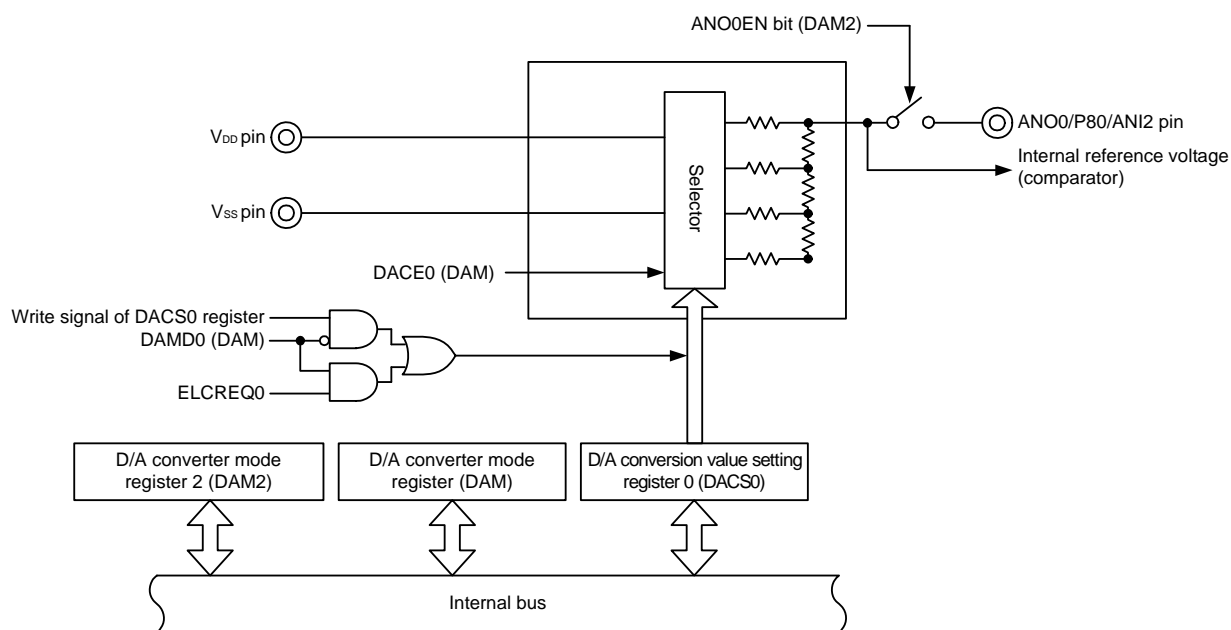 ANO0EN bit (DAM2)
VDD pin
VSS pin
Selector
ANO0/P80/ANI2 pin
Internal reference voltage
(comparator)
DACE0 (DAM)
Write signal of DACS0 register
DAMD0 (DAM)
ELCREQ0
D/A converter mode
register 2 (DAM2)
D/A converter mode
register (DAM)
D/A conversion value setting
register 0 (DACS0)
Internal bus